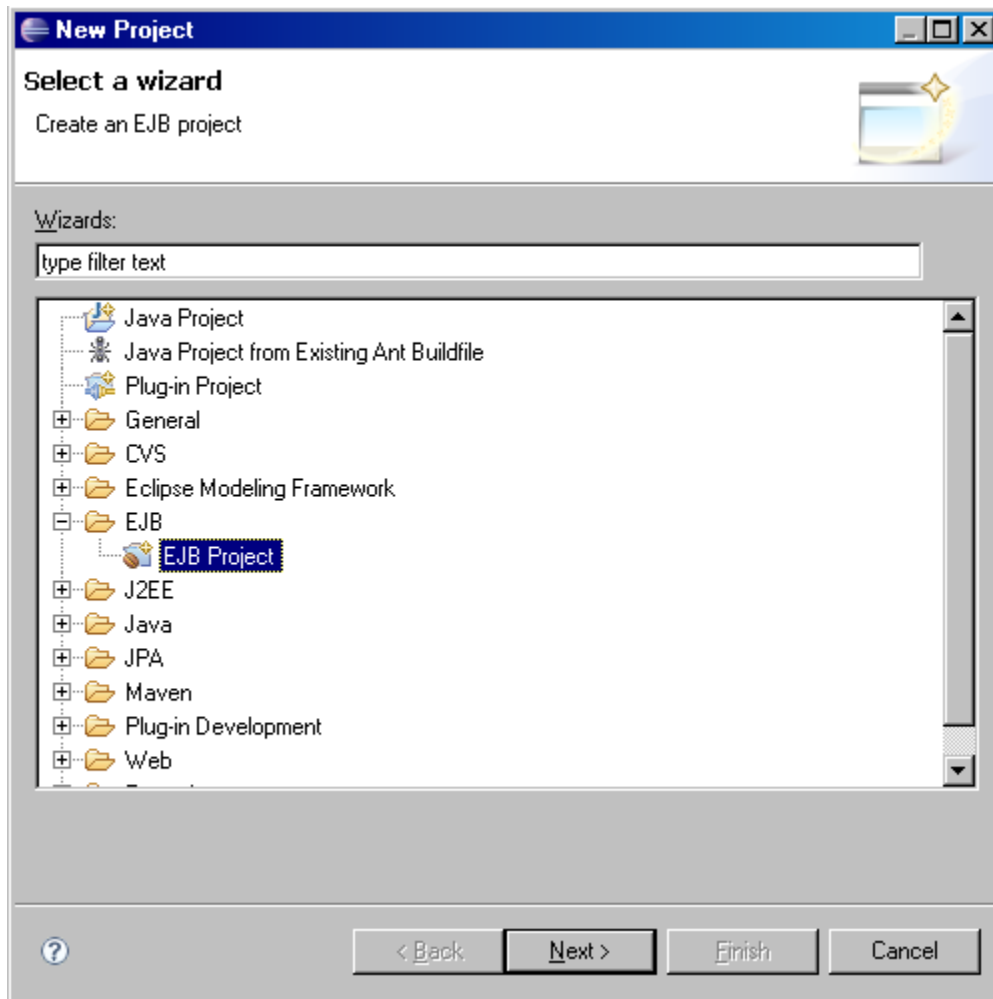 New Project
Select a wizard
Create an EJB project
Wizards:
type filter text
Java Project
Java Project from Existing Ant Buildfile
Plug-in Project
General
CVS
Eclipse Modeling Framework
EJB
EJB Project
J2EE
Java
JPA
Maven
Plug-in Development
Web
?
< Back
Next >
Finish
Cancel